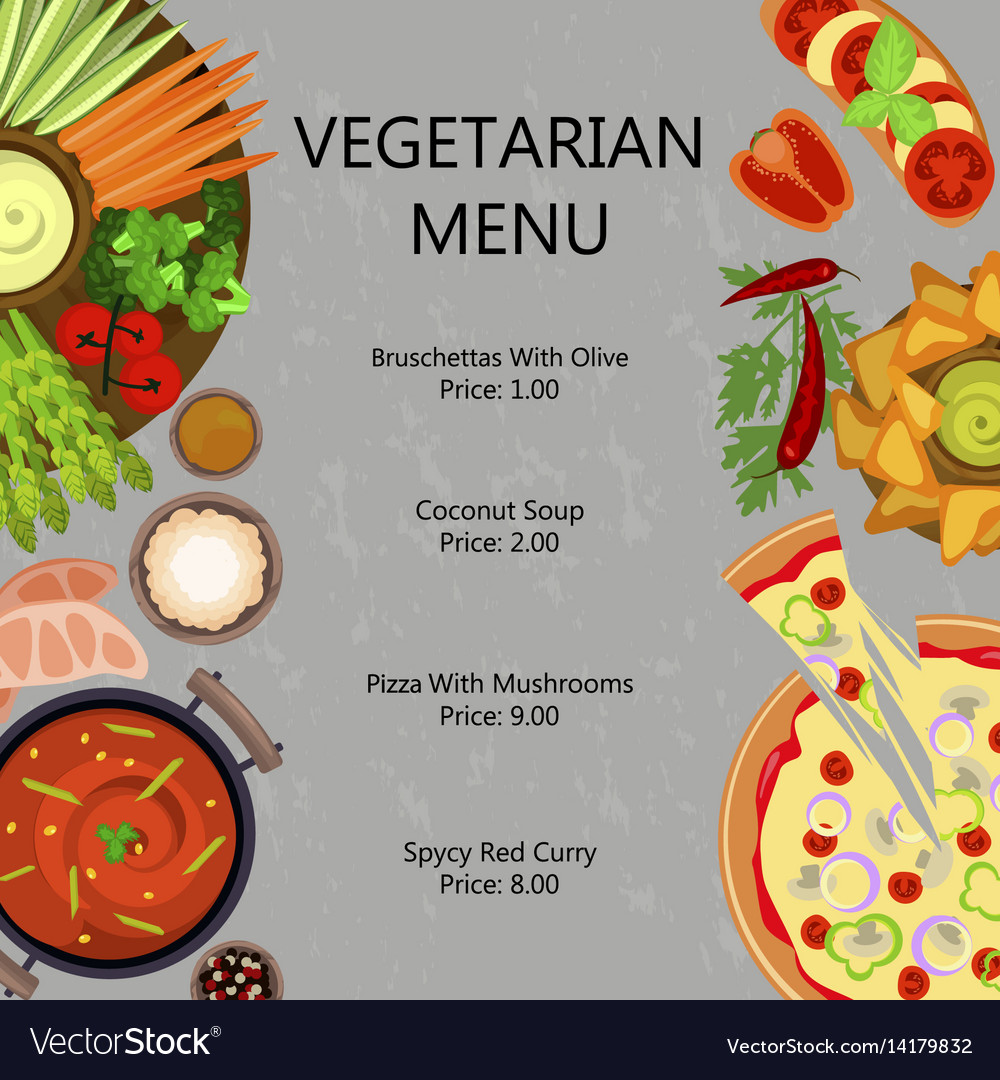 VEGETARIAN
MENU
Bruschettas With Olive
Price: 1.00
Coconut Soup
Price: 2.00
Pizza With Mushrooms
Price: 9.00
Spycy Red Curry
Price: 8.00
VectorStock®
VectorStock.com/14179832